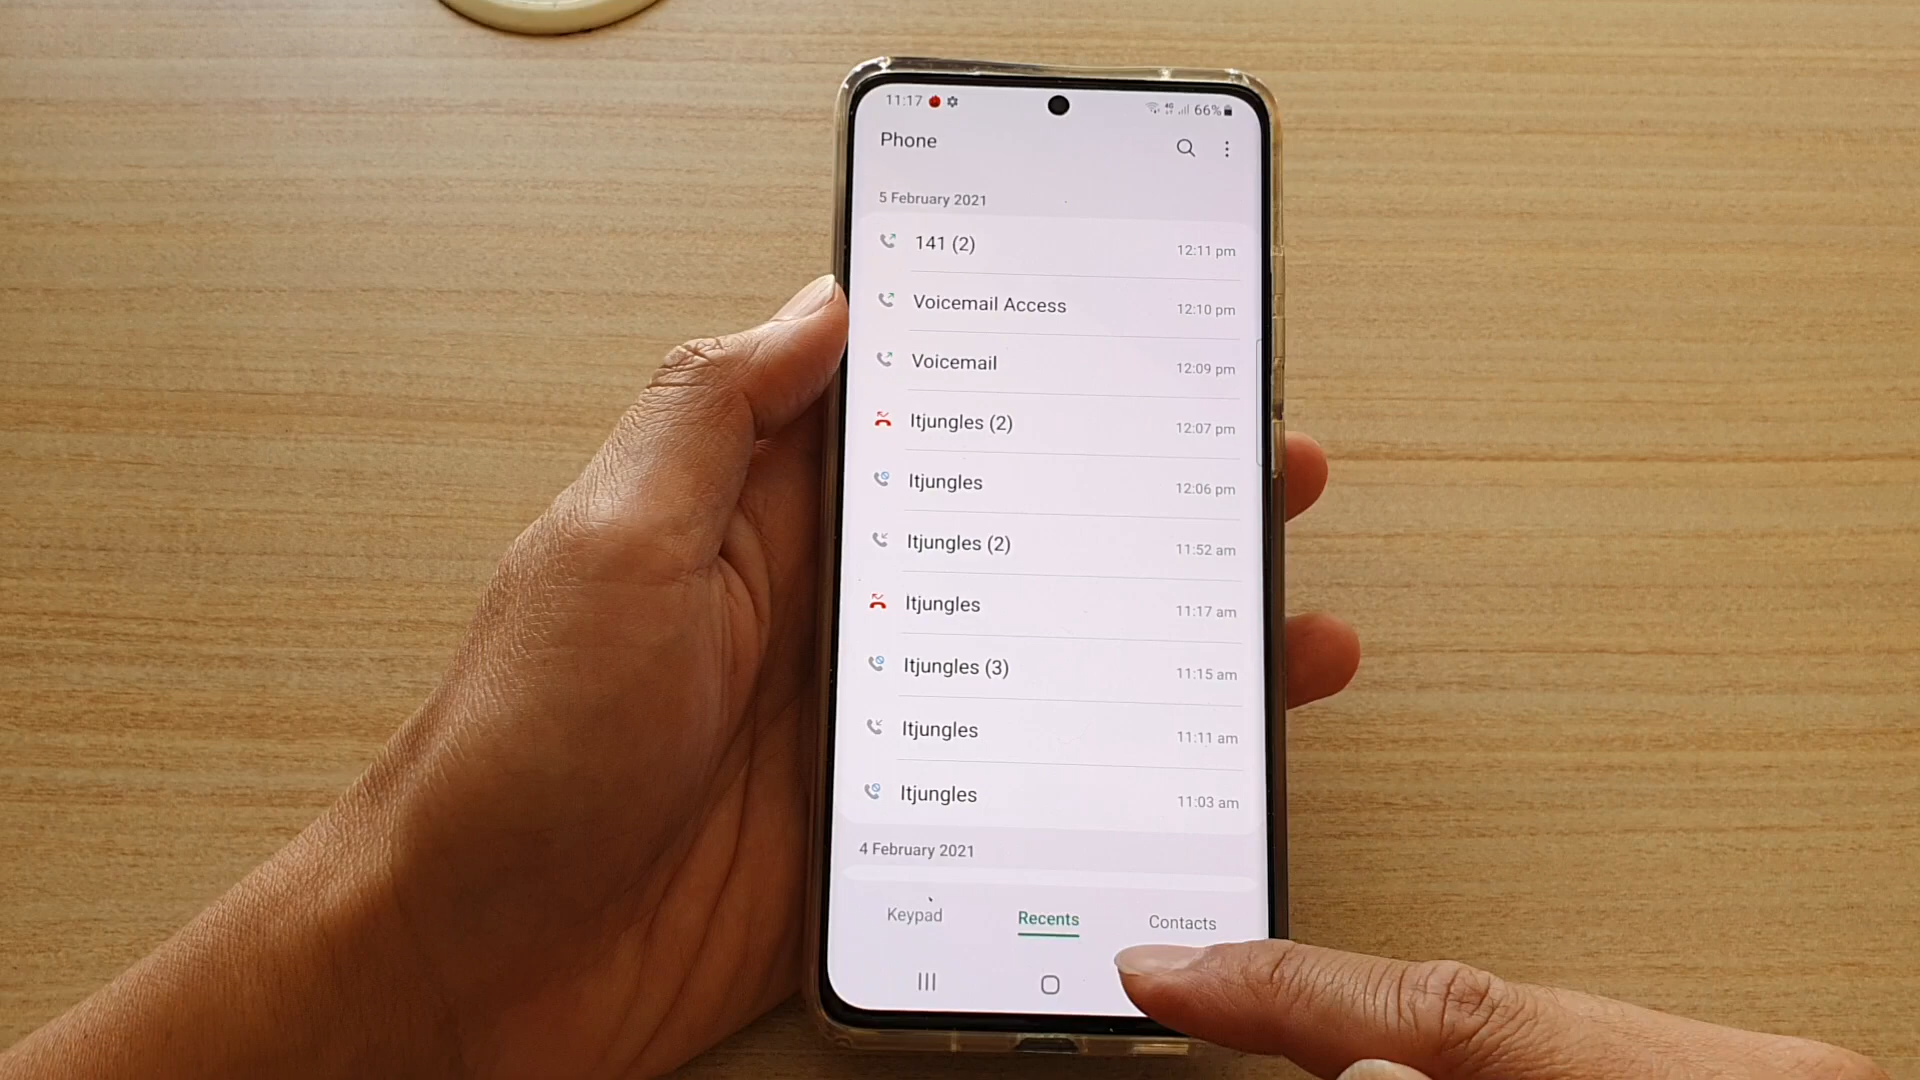 11:17 4G 66%
Phone
5 February 2021
141 (2) 12:11 pm
Voicemail Access 12:10 pm
Voicemail 12:09 pm
Itjungles (2) 12:07 pm
Itjungles 12:06 pm
Itjungles (2) 11:52 am
Itjungles 11:17 am
Itjungles (3) 11:15 am
Itjungles 11:11 am
Itjungles 11:03 am
4 February 2021
Keypad Recents Contacts